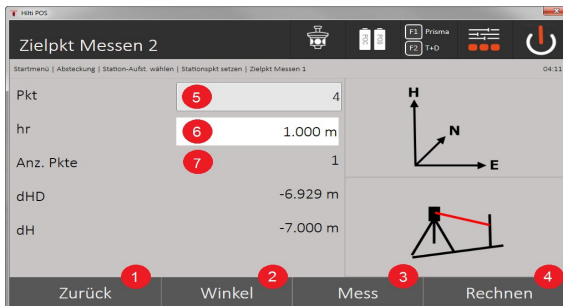 Hilti POS
Zielpkt Messen 2
POC
POS
F1 Prisma
F2 T+D
Startmenü | Absteckung | Station-Aufst. wählen | Stationspkt setzen | Zielpkt Messen 1
04:11
Pkt 5 4
hr 6 1.000 m
Anz. Pkte 7 1
dHD -6.929 m
dH -7.000 m
H
N
E
1 2 3 4
Zurück Winkel Mess Rechnen